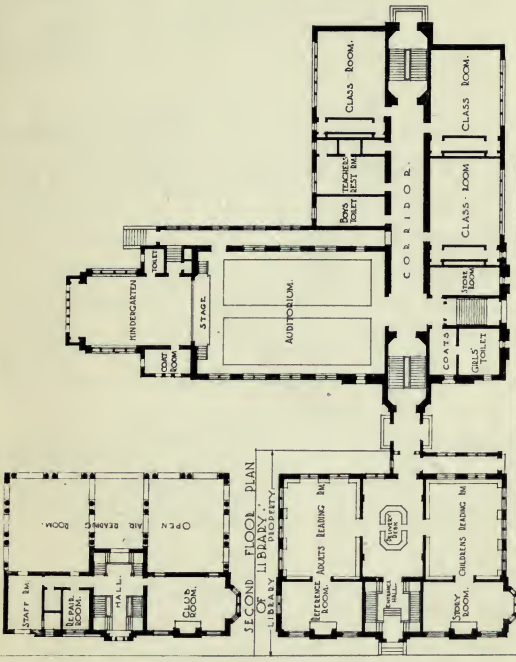 CLASS ROOM.
CLASS ROOM.
TEACHERS'
REST RM.
BOYS
TOILET
CORRIDOR.
CLASS-ROOM
STORE
ROOM.
TOILET
KINDERGARTEN
STAGE
AUDITORIUM.
COAT
ROOM
COATS
GIRLS'
TOILET
SECOND FLOOR PLAN
OF LIBRARY.
LIBRARY PROPERTY
OPEN AIR READING ROOM.
STAFF RM.
REPAIR
ROOM.
HALL.
CLUB
ROOM.
ADULTS READING RM.
DELIVERY
DESK
CHILDRENS READING RM.
REFERENCE
ROOM.
ENTRANCE
HALL.
STORY
ROOM.